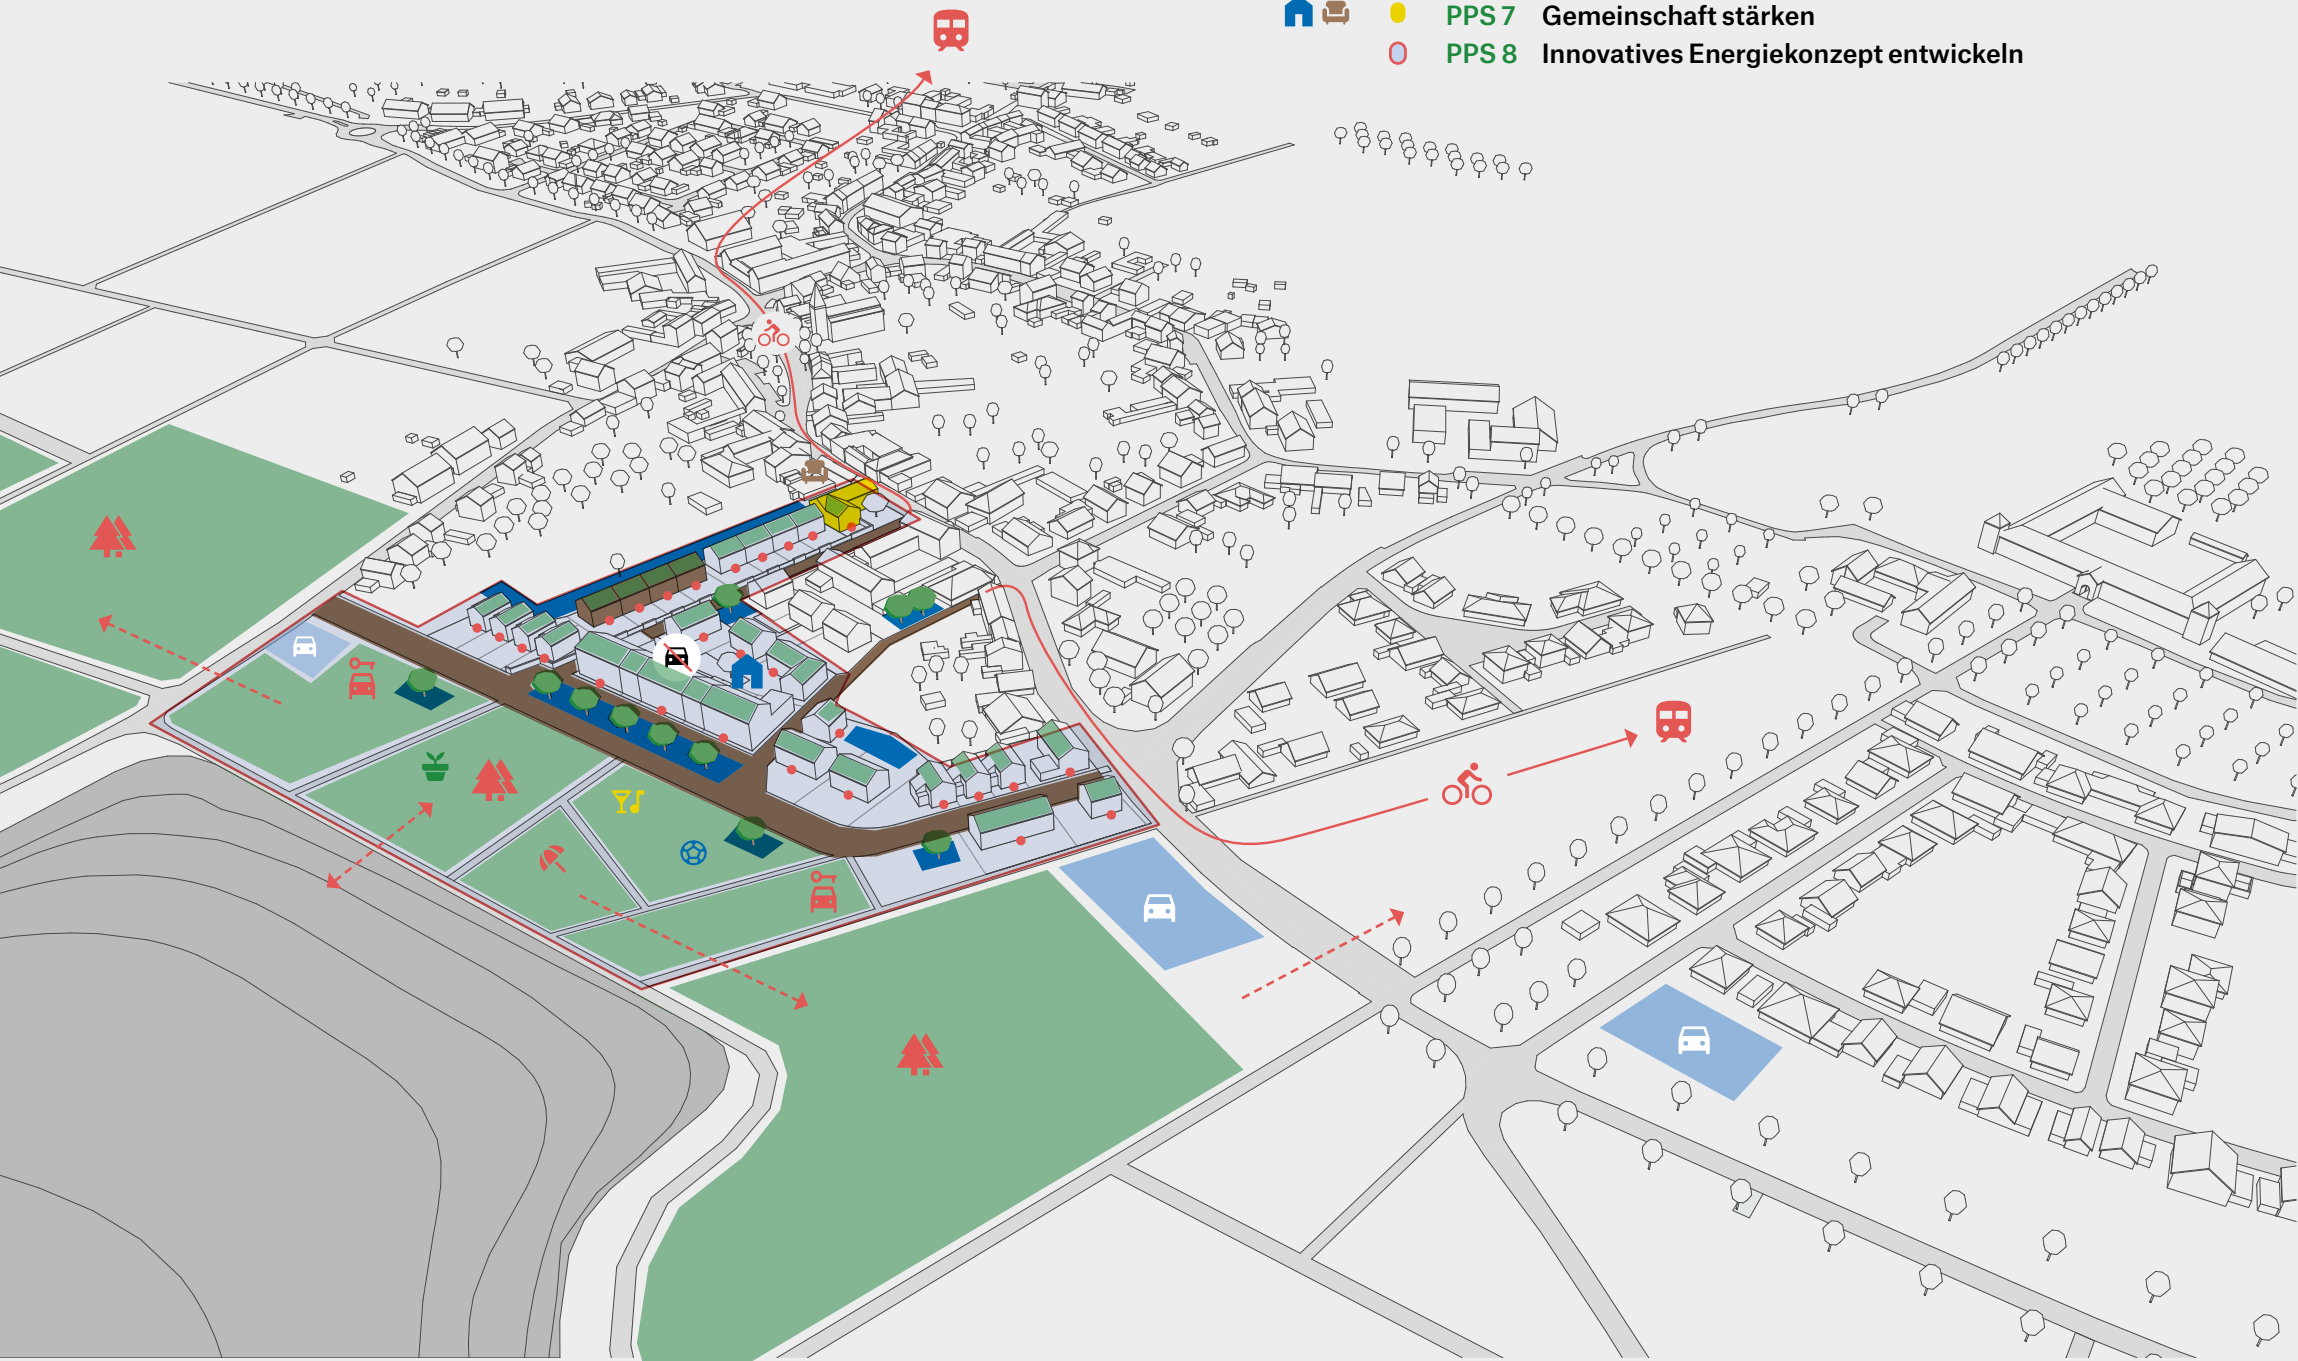 PPS 7 Gemeinschaft stärken
PPS 8 Innovatives Energiekonzept entwickeln